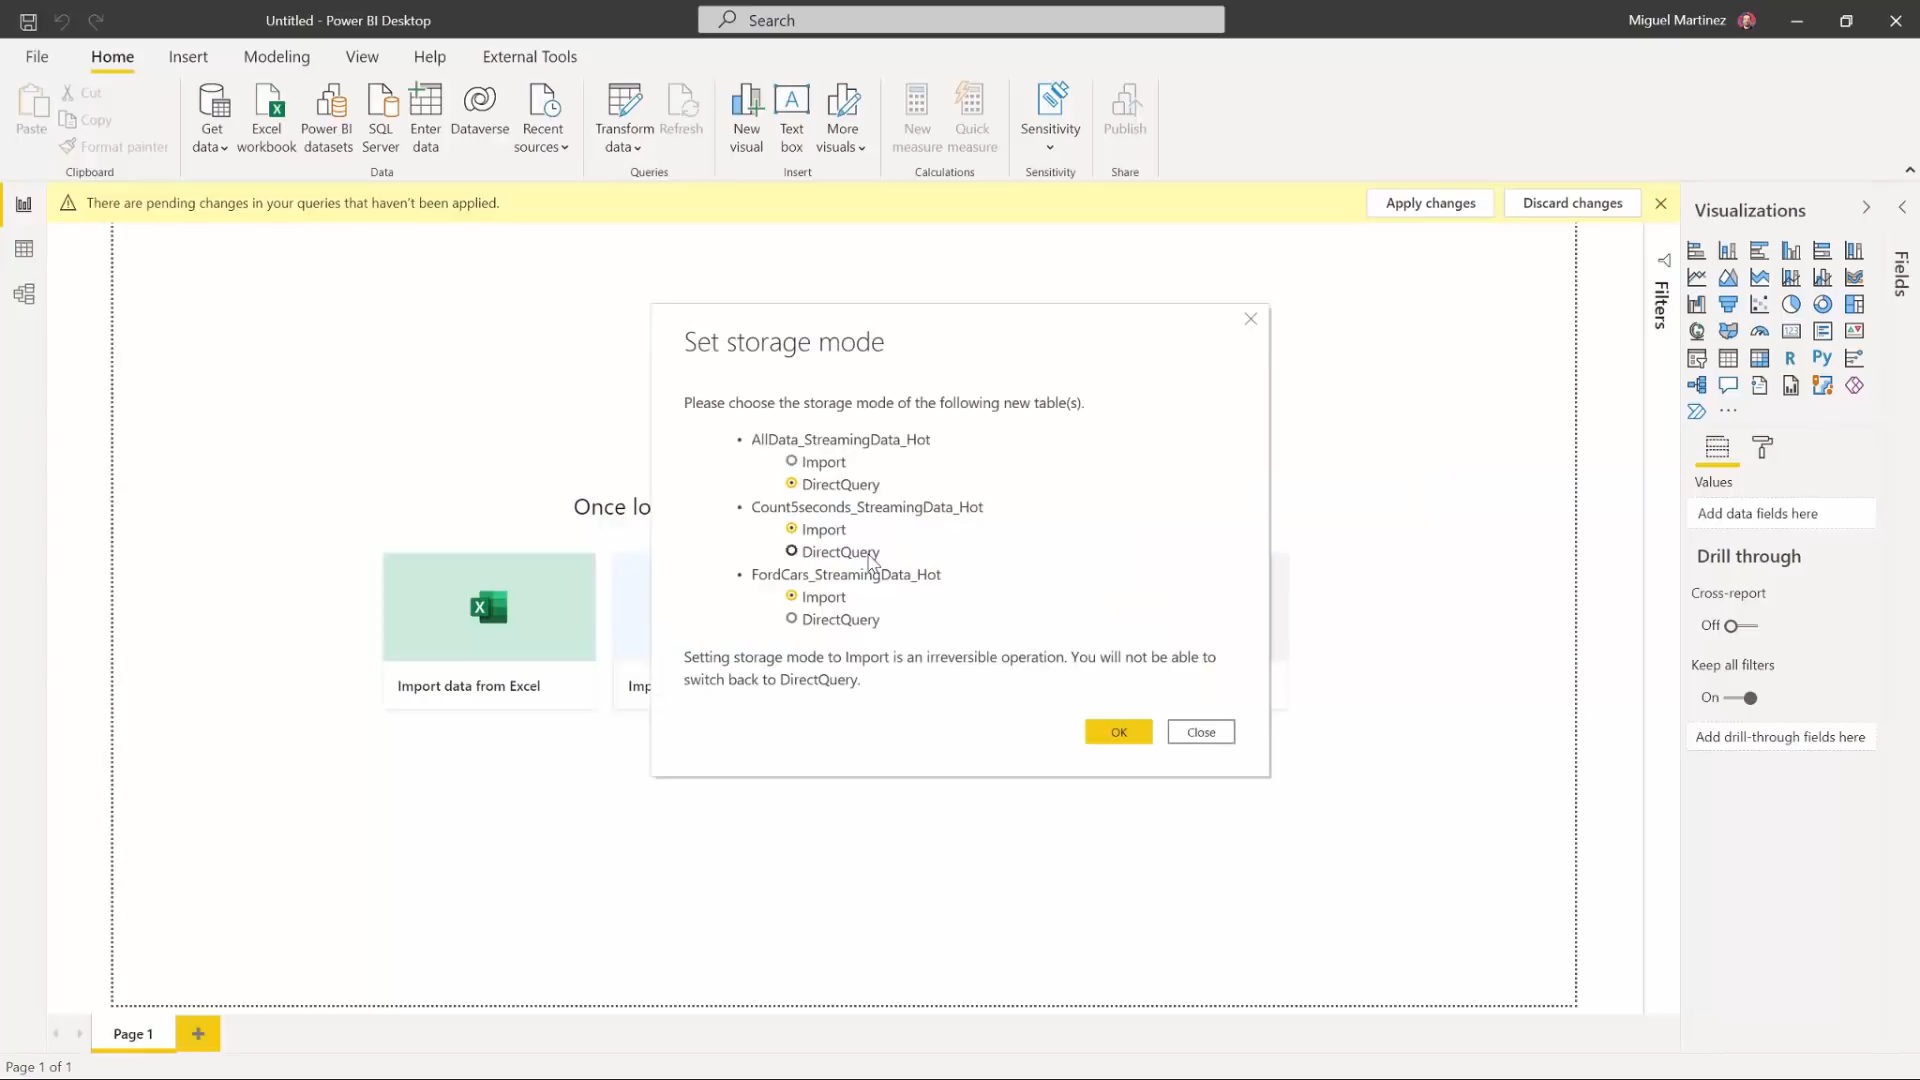 Untitled - Power BI Desktop
Search
Miguel Martinez
File
Home
Insert
Modeling
View
Help
External Tools
Paste
Cut
Copy
Format painter
Get data
Excel workbook
Power BI datasets
SQL Server
Enter data
Dataverse
Recent sources
Transform data
Refresh
New visual
Text box
More visuals
New measure
Quick measure
Sensitivity
Publish
Clipboard
Data
Queries
Insert
Calculations
Sensitivity
Share
There are pending changes in your queries that haven't been applied.
Apply changes
Discard changes
Once lo
Import data from Excel
Imp
Set storage mode
Please choose the storage mode of the following new table(s).
• AllData_StreamingData_Hot
Import
DirectQuery
• Count5seconds_StreamingData_Hot
Import
DirectQuery
• FordCars_StreamingData_Hot
Import
DirectQuery
Setting storage mode to Import is an irreversible operation. You will not be able to
switch back to DirectQuery.
OK
Close
Filters
Visualizations
R
Py
123
Values
Add data fields here
Drill through
Cross-report
Off
Keep all filters
On
Add drill-through fields here
Fields
Page 1
Page 1 of 1